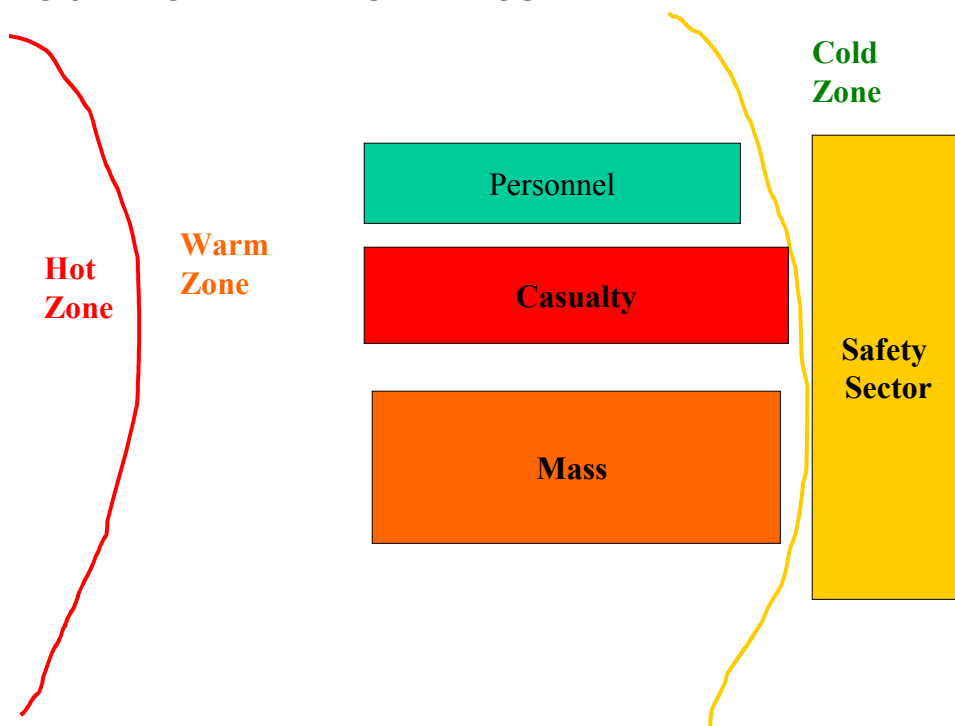 Cold
Zone
Personnel
Warm
Zone
Hot
Zone
Casualty
Safety
Sector
Mass